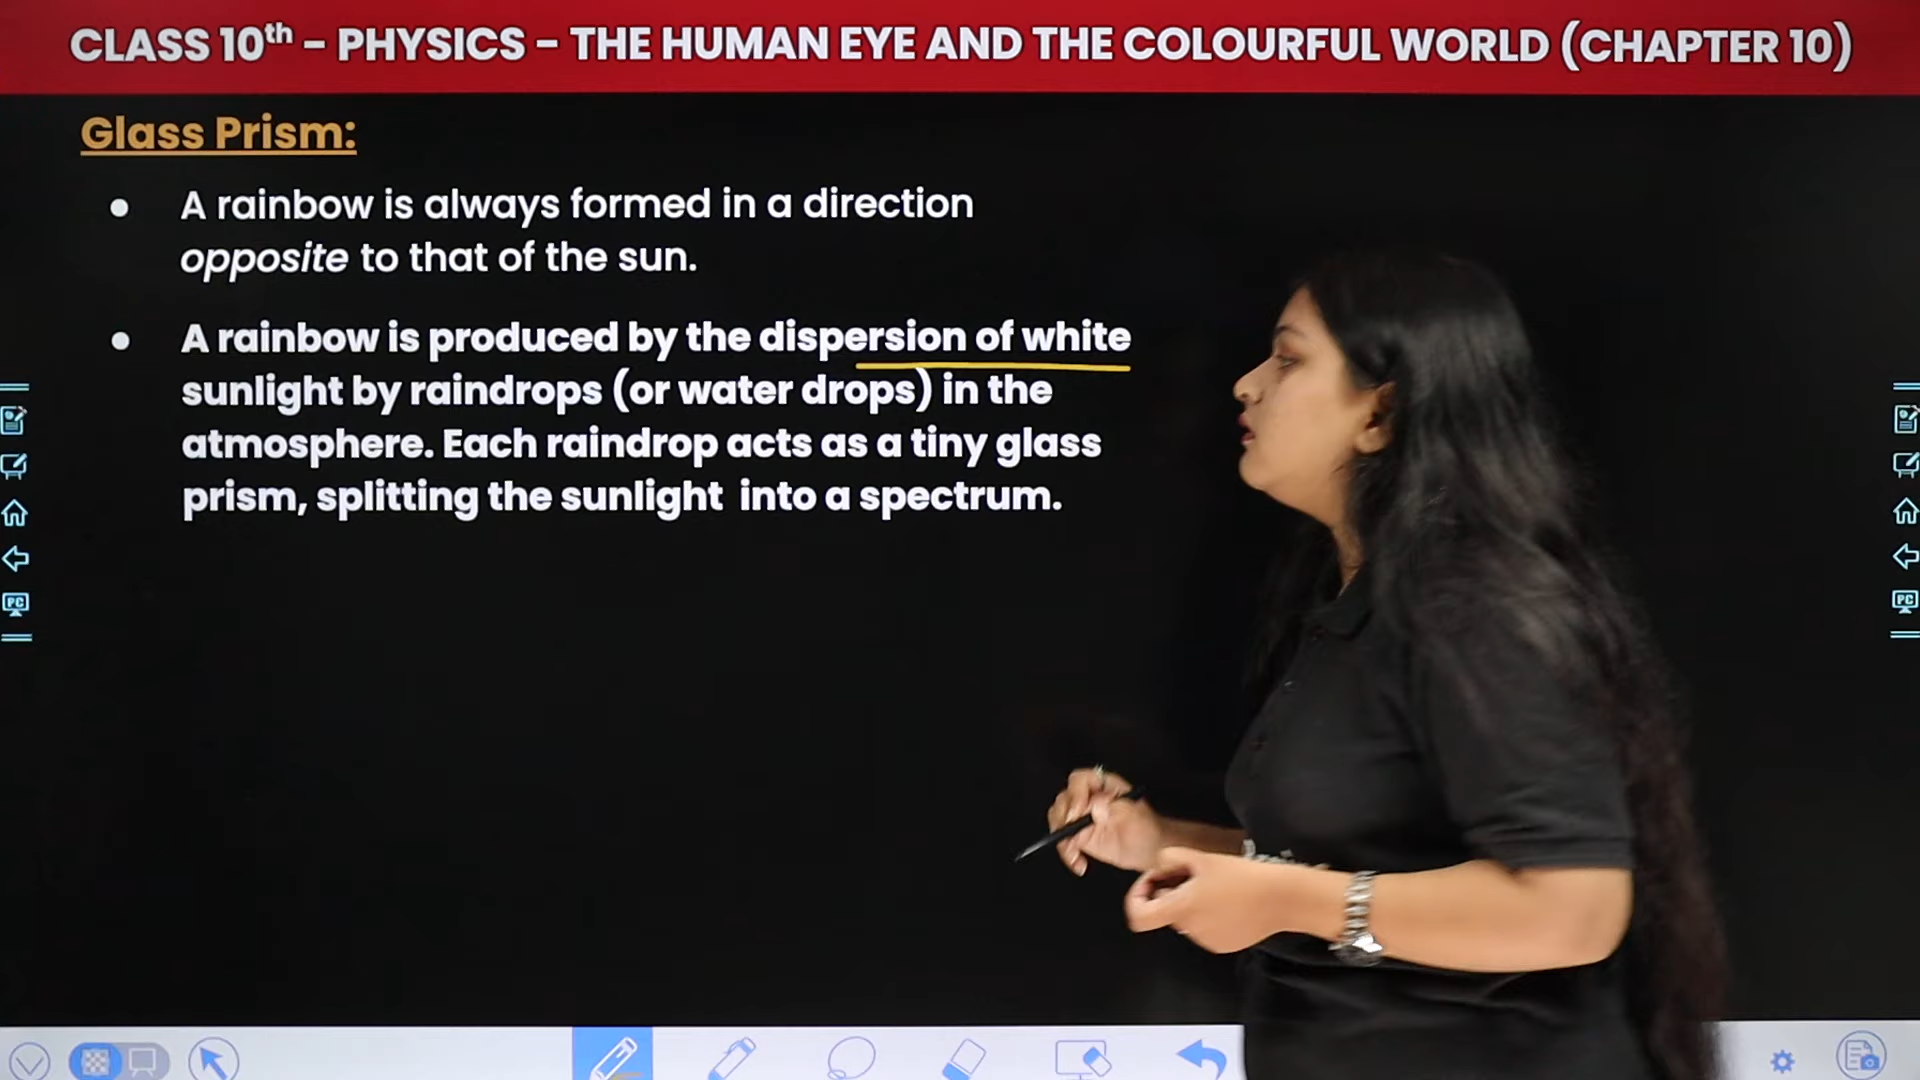 CLASS 10th – PHYSICS – THE HUMAN EYE AND THE COLOURFUL WORLD (CHAPTER 10)
Glass Prism:
● A rainbow is always formed in a direction
opposite to that of the sun.
● A rainbow is produced by the dispersion of white
sunlight by raindrops (or water drops) in the
atmosphere. Each raindrop acts as a tiny glass
prism, splitting the sunlight into a spectrum.
PC
PC